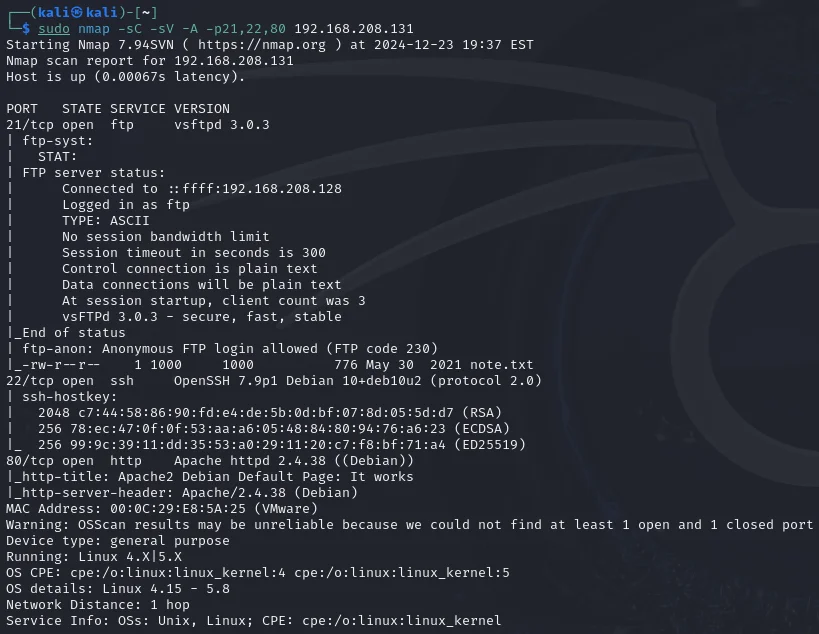 ┌──(kali㉿kali)-[~]
└─$ sudo nmap -sC -sV -A -p21,22,80 192.168.208.131
Starting Nmap 7.94SVN ( https://nmap.org ) at 2024-12-23 19:37 EST
Nmap scan report for 192.168.208.131
Host is up (0.00067s latency).

PORT   STATE SERVICE VERSION
21/tcp open  ftp     vsftpd 3.0.3
| ftp-syst:
|   STAT:
| FTP server status:
|      Connected to ::ffff:192.168.208.128
|      Logged in as ftp
|      TYPE: ASCII
|      No session bandwidth limit
|      Session timeout in seconds is 300
|      Control connection is plain text
|      Data connections will be plain text
|      At session startup, client count was 3
|      vsFTPd 3.0.3 - secure, fast, stable
|_End of status
| ftp-anon: Anonymous FTP login allowed (FTP code 230)
|_-rw-r--r--    1 1000     1000          776 May 30  2021 note.txt
22/tcp open  ssh     OpenSSH 7.9p1 Debian 10+deb10u2 (protocol 2.0)
| ssh-hostkey:
|   2048 c7:44:58:86:90:fd:e4:de:5b:0d:bf:07:8d:05:5d:d7 (RSA)
|   256 78:ec:47:0f:0f:53:aa:a6:05:48:84:80:94:76:a6:23 (ECDSA)
|_  256 99:9c:39:11:dd:35:53:a0:29:11:20:c7:f8:bf:71:a4 (ED25519)
80/tcp open  http    Apache httpd 2.4.38 ((Debian))
|_http-title: Apache2 Debian Default Page: It works
|_http-server-header: Apache/2.4.38 (Debian)
MAC Address: 00:0C:29:E8:5A:25 (VMware)
Warning: OSScan results may be unreliable because we could not find at least 1 open and 1 closed port
Device type: general purpose
Running: Linux 4.X|5.X
OS CPE: cpe:/o:linux:linux_kernel:4 cpe:/o:linux:linux_kernel:5
OS details: Linux 4.15 - 5.8
Network Distance: 1 hop
Service Info: OSs: Unix, Linux; CPE: cpe:/o:linux:linux_kernel